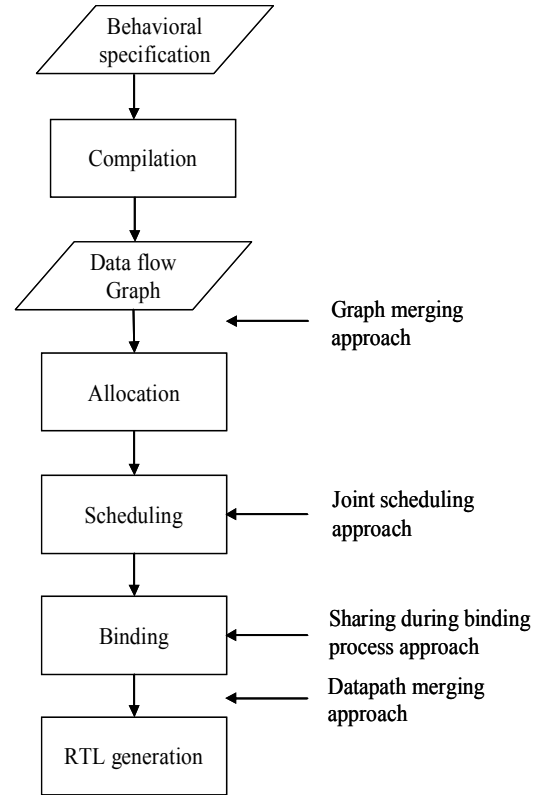 Behavioral
specification
Compilation
Data flow
Graph
Graph merging
approach
Allocation
Scheduling
Joint scheduling
approach
Binding
Sharing during binding
process approach
Datapath merging
approach
RTL generation